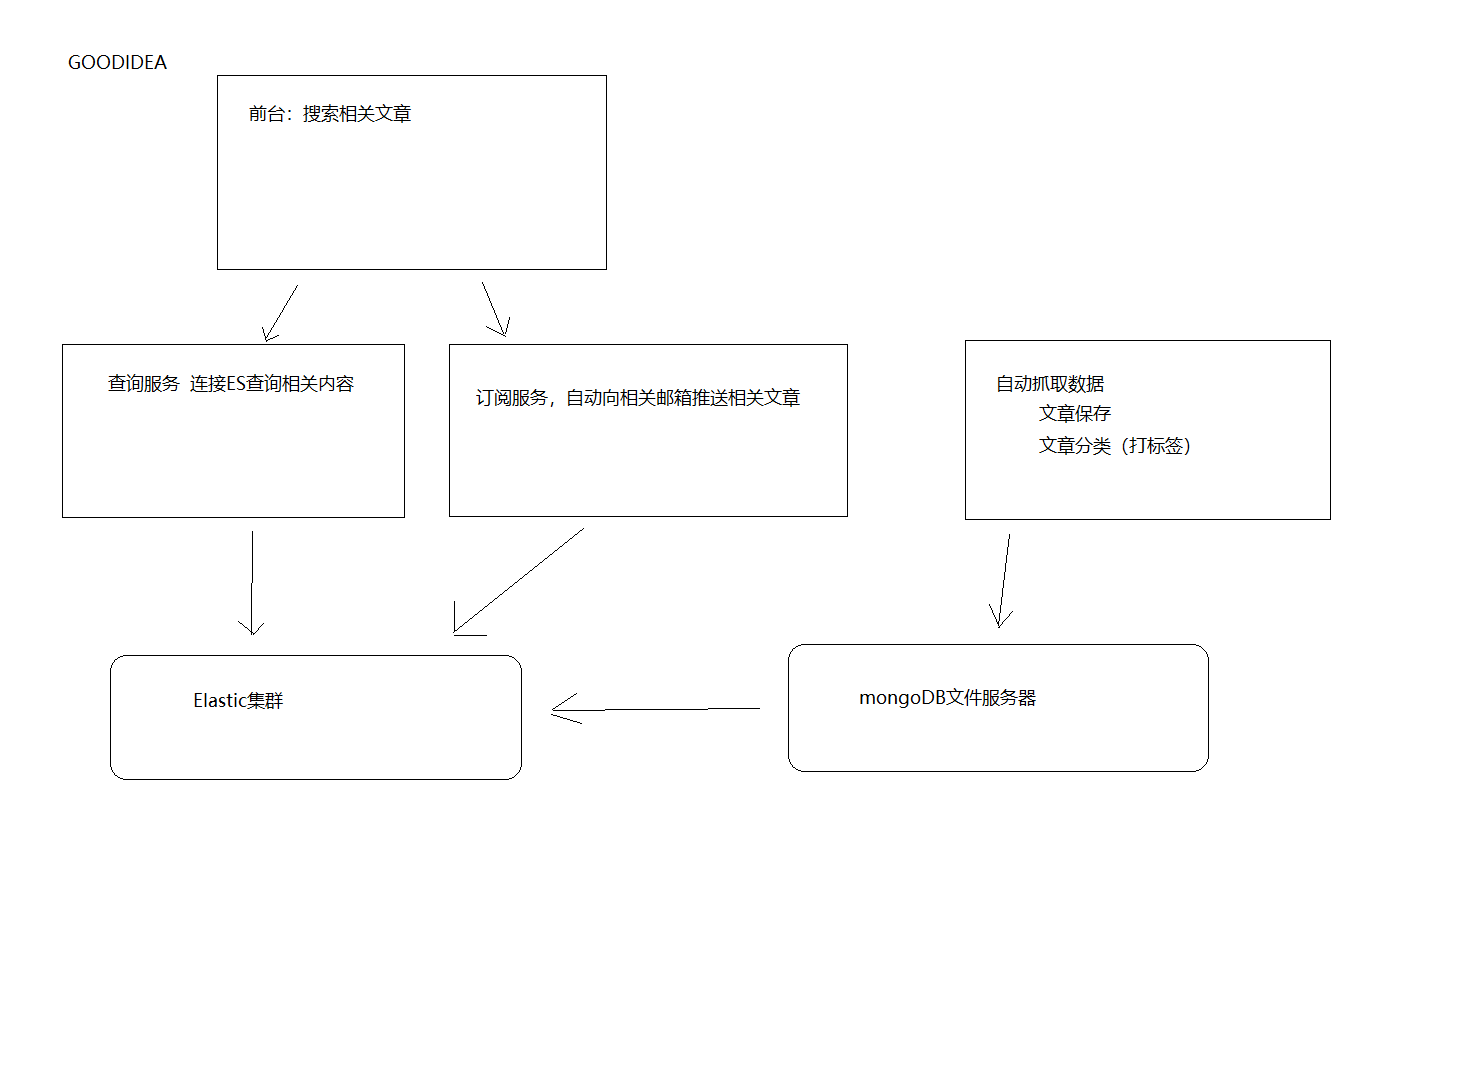 GOODIDEA
前台：搜索相关文章
查询服务 连接ES查询相关内容
订阅服务，自动向相关邮箱推送相关文章
自动抓取数据
文章保存
文章分类（打标签）
Elastic集群
mongoDB文件服务器